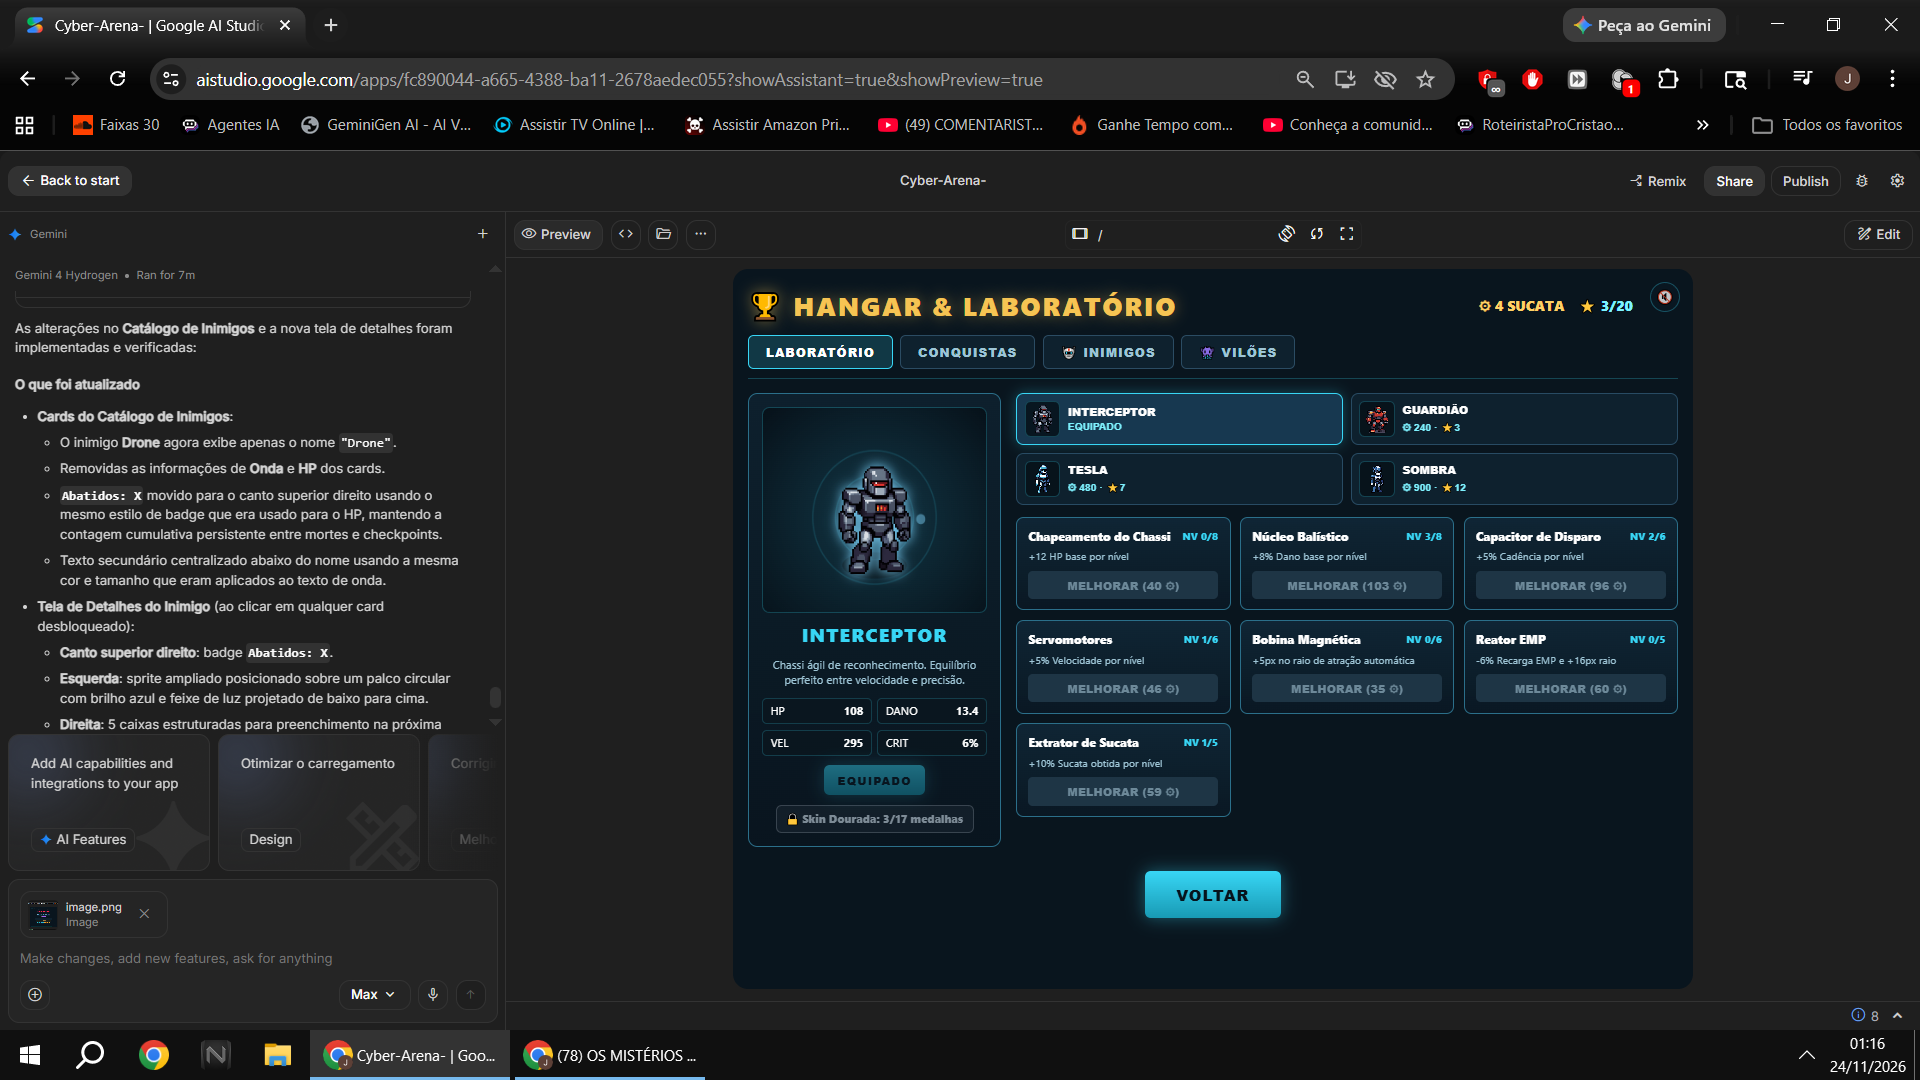 Cyber-Arena- | Google AI Studi
Peça ao Gemini
aistudio.google.com/apps/fc890044-a665-4388-ba11-2678aedec055?showAssistant=true&showPreview=true
1
J
Faixas 30
Agentes IA
GeminiGen AI - AI V...
Assistir TV Online |...
Assistir Amazon Pri...
(49) COMENTARIST...
Ganhe Tempo com...
Conheça a comunid...
RoteiristaProCristao...
Todos os favoritos
Back to start
Cyber-Arena-
Remix
Share
Publish
Gemini
Preview
/
Edit
Gemini 4 Hydrogen • Ran for 7m
As alterações no Catálogo de Inimigos e a nova tela de detalhes foram
implementadas e verificadas:
O que foi atualizado
• Cards do Catálogo de Inimigos:
O inimigo Drone agora exibe apenas o nome "Drone".
Removidas as informações de Onda e HP dos cards.
Abatidos: X movido para o canto superior direito usando o
mesmo estilo de badge que era usado para o HP, mantendo a
contagem cumulativa persistente entre mortes e checkpoints.
Texto secundário centralizado abaixo do nome usando a mesma
cor e tamanho que eram aplicados ao texto de onda.
• Tela de Detalhes do Inimigo (ao clicar em qualquer card
desbloqueado):
Canto superior direito: badge Abatidos: X.
Esquerda: sprite ampliado posicionado sobre um palco circular
com brilho azul e feixe de luz projetado de baixo para cima.
Direita: 5 caixas estruturadas para preenchimento na próxima
Add AI capabilities and
integrations to your app
AI Features
Otimizar o carregamento
Design
Corrigi
Melho
image.png
Image
Make changes, add new features, ask for anything
Max
HANGAR & LABORATÓRIO
4 SUCATA
3/20
LABORATÓRIO
CONQUISTAS
INIMIGOS
VILÕES
INTERCEPTOR
Chassi ágil de reconhecimento. Equilíbrio
perfeito entre velocidade e precisão.
HP 108
DANO 13.4
VEL 295
CRIT 6%
EQUIPADO
Skin Dourada: 3/17 medalhas
INTERCEPTOR
EQUIPADO
GUARDIÃO
240 · ★ 3
TESLA
480 · ★ 7
SOMBRA
900 · ★ 12
Chapeamento do Chassi NV 0/8
+12 HP base por nível
MELHORAR (40 ⚙)
Núcleo Balístico NV 3/8
+8% Dano base por nível
MELHORAR (103 ⚙)
Capacitor de Disparo NV 2/6
+5% Cadência por nível
MELHORAR (96 ⚙)
Servomotores NV 1/6
+5% Velocidade por nível
MELHORAR (46 ⚙)
Bobina Magnética NV 0/6
+5px no raio de atração automática
MELHORAR (35 ⚙)
Reator EMP NV 0/5
-6% Recarga EMP e +16px raio
MELHORAR (60 ⚙)
Extrator de Sucata NV 1/5
+10% Sucata obtida por nível
MELHORAR (59 ⚙)
VOLTAR
8
Cyber-Arena- | Goo...
(78) OS MISTÉRIOS ...
01:16
24/11/2026